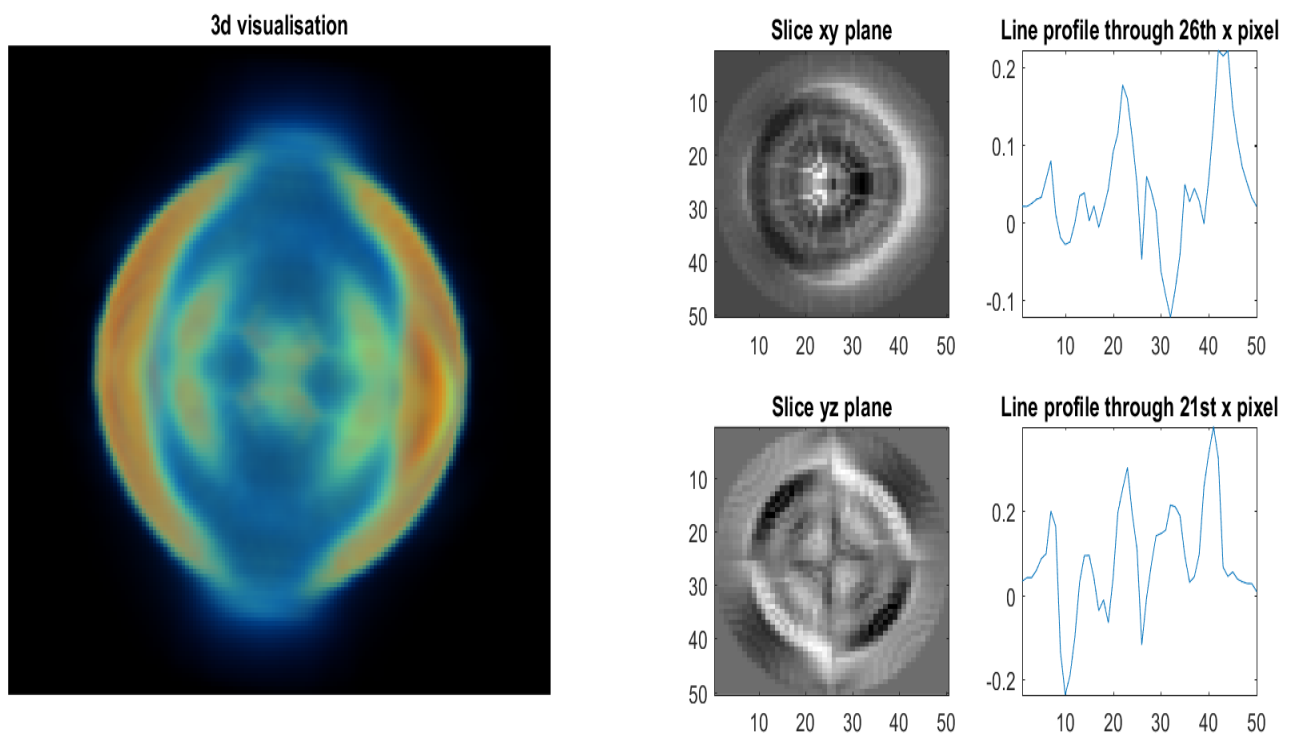 3d visualisation
Slice xy plane
10
20
30
40
50
10 20 30 40 50
Line profile through 26th x pixel
0.2
0.1
0
-0.1
10 20 30 40 50
Slice yz plane
10
20
30
40
50
10 20 30 40 50
Line profile through 21st x pixel
0.2
0
-0.2
10 20 30 40 50